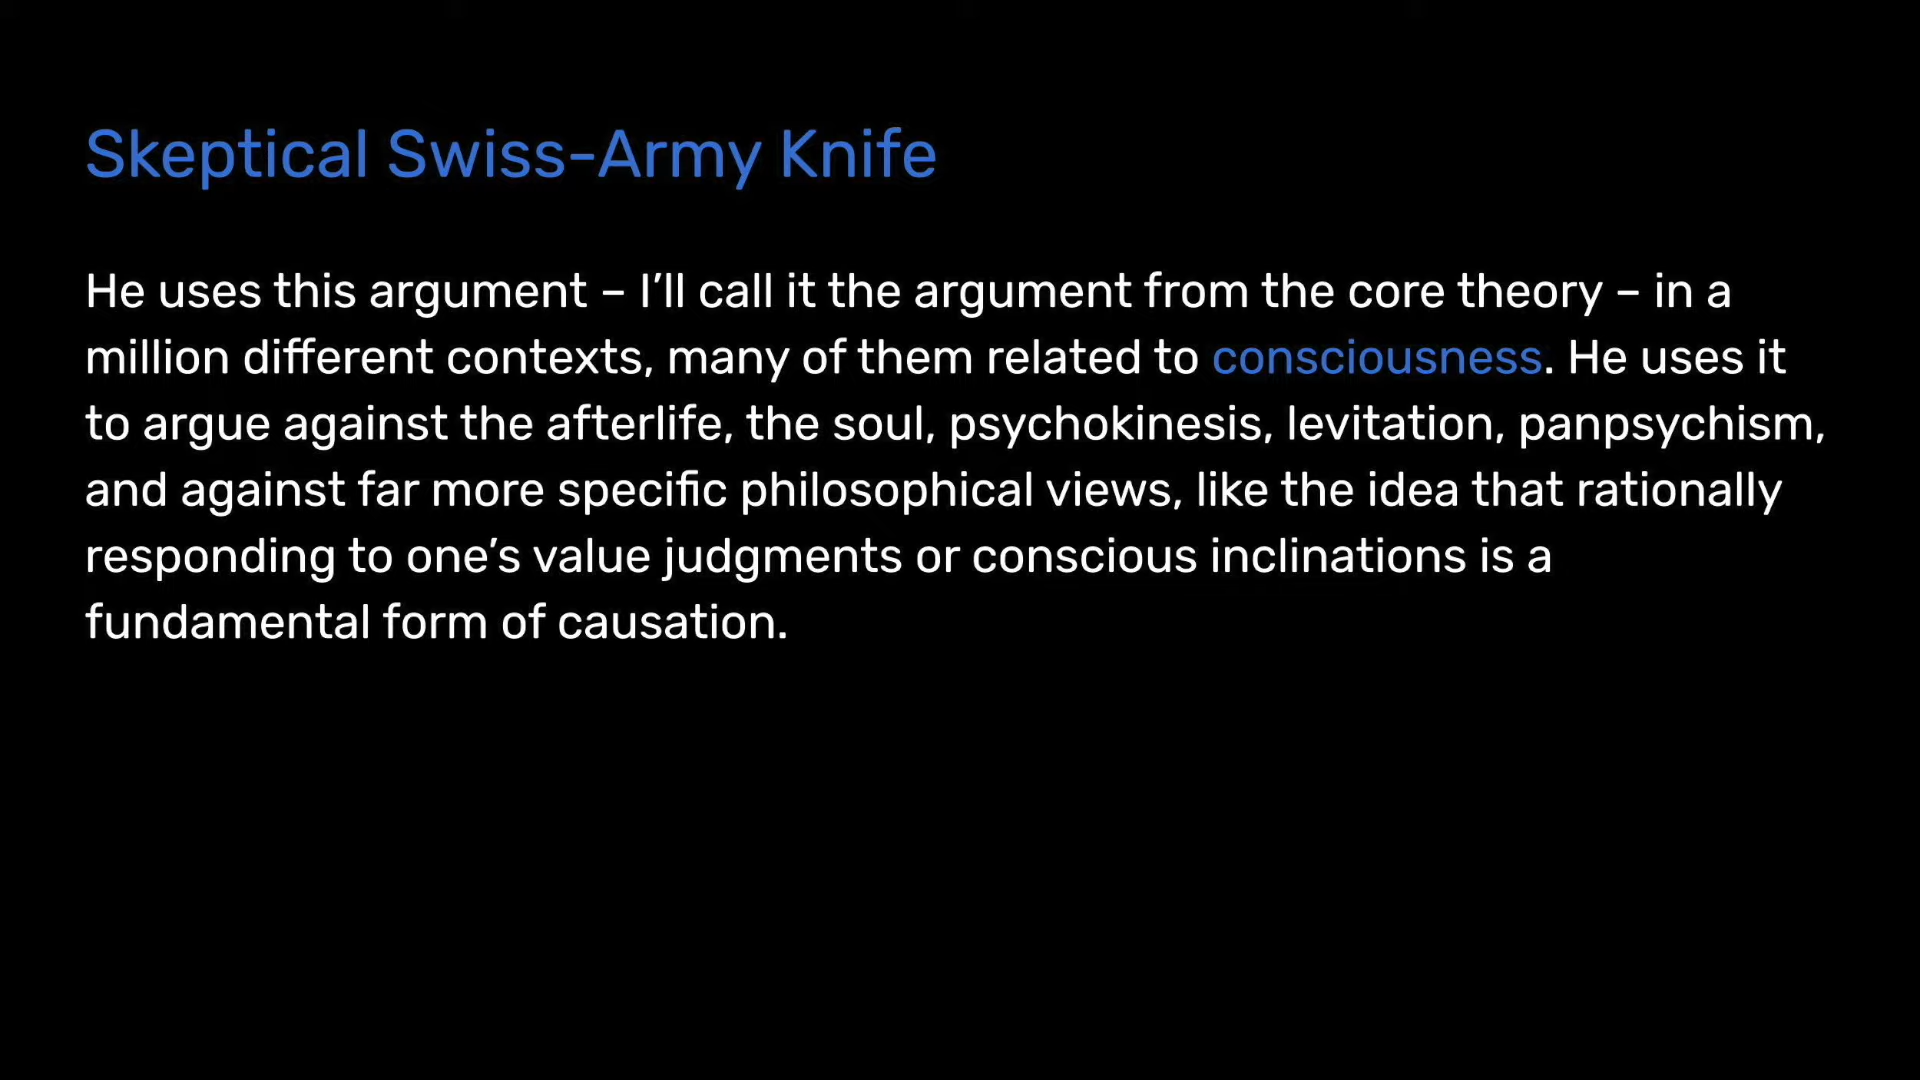 Skeptical Swiss-Army Knife
He uses this argument – I’ll call it the argument from the core theory – in a
million different contexts, many of them related to consciousness. He uses it
to argue against the afterlife, the soul, psychokinesis, levitation, panpsychism,
and against far more specific philosophical views, like the idea that rationally
responding to one’s value judgments or conscious inclinations is a
fundamental form of causation.